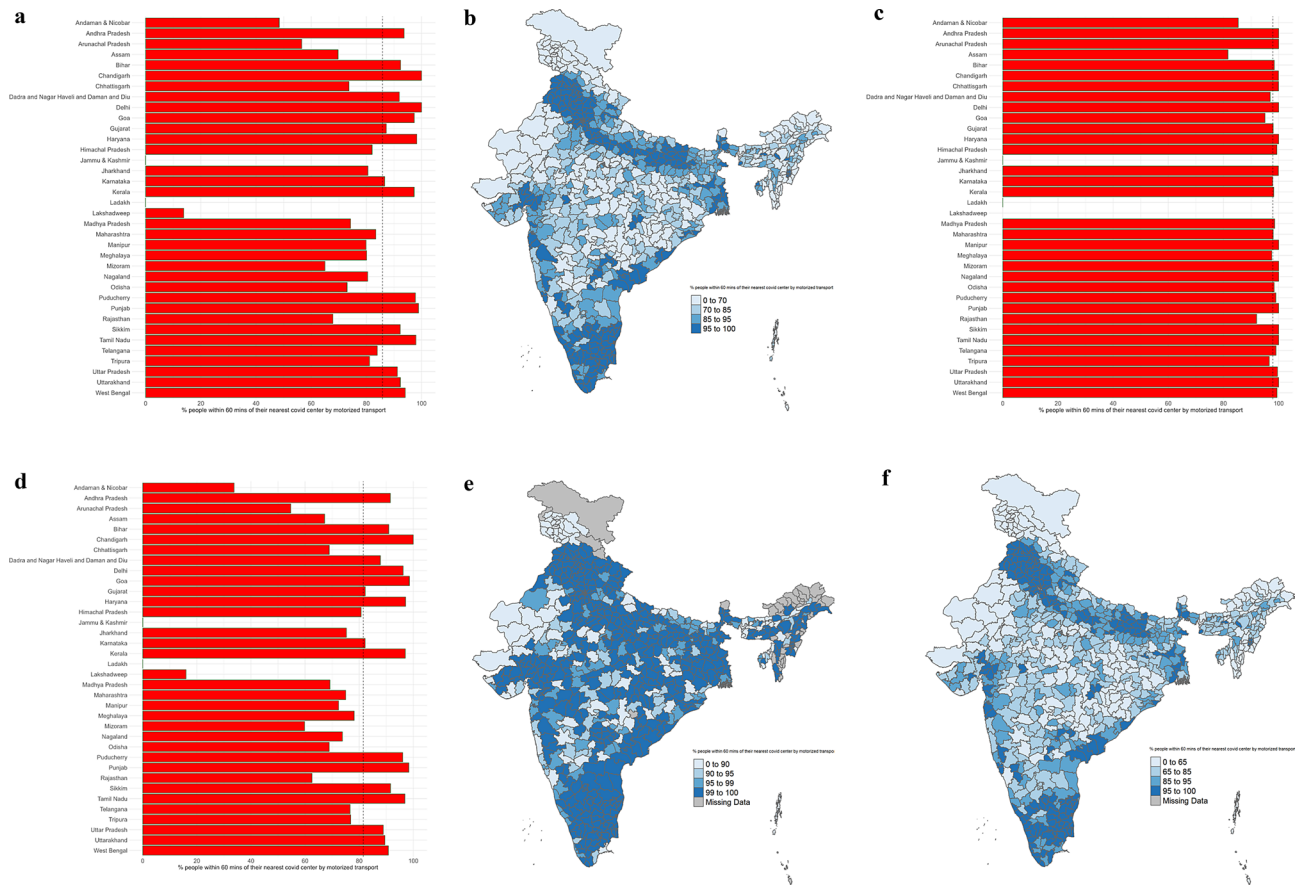 a
Andaman & Nicobar
Andhra Pradesh
Arunachal Pradesh
Assam
Bihar
Chandigarh
Chhattisgarh
Dadra and Nagar Haveli and Daman and Diu
Delhi
Goa
Gujarat
Haryana
Himachal Pradesh
Jammu & Kashmir
Jharkhand
Karnataka
Kerala
Ladakh
Lakshadweep
Madhya Pradesh
Maharashtra
Manipur
Meghalaya
Mizoram
Nagaland
Odisha
Puducherry
Punjab
Rajasthan
Sikkim
Tamil Nadu
Telangana
Tripura
Uttar Pradesh
Uttarakhand
West Bengal
0 20 40 60 80 100
% people within 60 mins of their nearest covid center by motorized transport
b
% people within 60 mins of their nearest covid center by motorized transport
0 to 70
70 to 85
85 to 95
95 to 100
c
Andaman & Nicobar
Andhra Pradesh
Arunachal Pradesh
Assam
Bihar
Chandigarh
Chhattisgarh
Dadra and Nagar Haveli and Daman and Diu
Delhi
Goa
Gujarat
Haryana
Himachal Pradesh
Jammu & Kashmir
Jharkhand
Karnataka
Kerala
Ladakh
Lakshadweep
Madhya Pradesh
Maharashtra
Manipur
Meghalaya
Mizoram
Nagaland
Odisha
Puducherry
Punjab
Rajasthan
Sikkim
Tamil Nadu
Telangana
Tripura
Uttar Pradesh
Uttarakhand
West Bengal
0 20 40 60 80 100
% people within 60 mins of their nearest covid center by motorized transport
d
Andaman & Nicobar
Andhra Pradesh
Arunachal Pradesh
Assam
Bihar
Chandigarh
Chhattisgarh
Dadra and Nagar Haveli and Daman and Diu
Delhi
Goa
Gujarat
Haryana
Himachal Pradesh
Jammu & Kashmir
Jharkhand
Karnataka
Kerala
Ladakh
Lakshadweep
Madhya Pradesh
Maharashtra
Manipur
Meghalaya
Mizoram
Nagaland
Odisha
Puducherry
Punjab
Rajasthan
Sikkim
Tamil Nadu
Telangana
Tripura
Uttar Pradesh
Uttarakhand
West Bengal
0 20 40 60 80 100
% people within 60 mins of their nearest covid center by motorized transport
e
% people within 60 mins of their nearest covid center by motorized transpo
0 to 90
90 to 95
95 to 99
99 to 100
Missing Data
f
% people within 60 mins of their nearest covid center by motorized transport
0 to 65
65 to 85
85 to 95
95 to 100